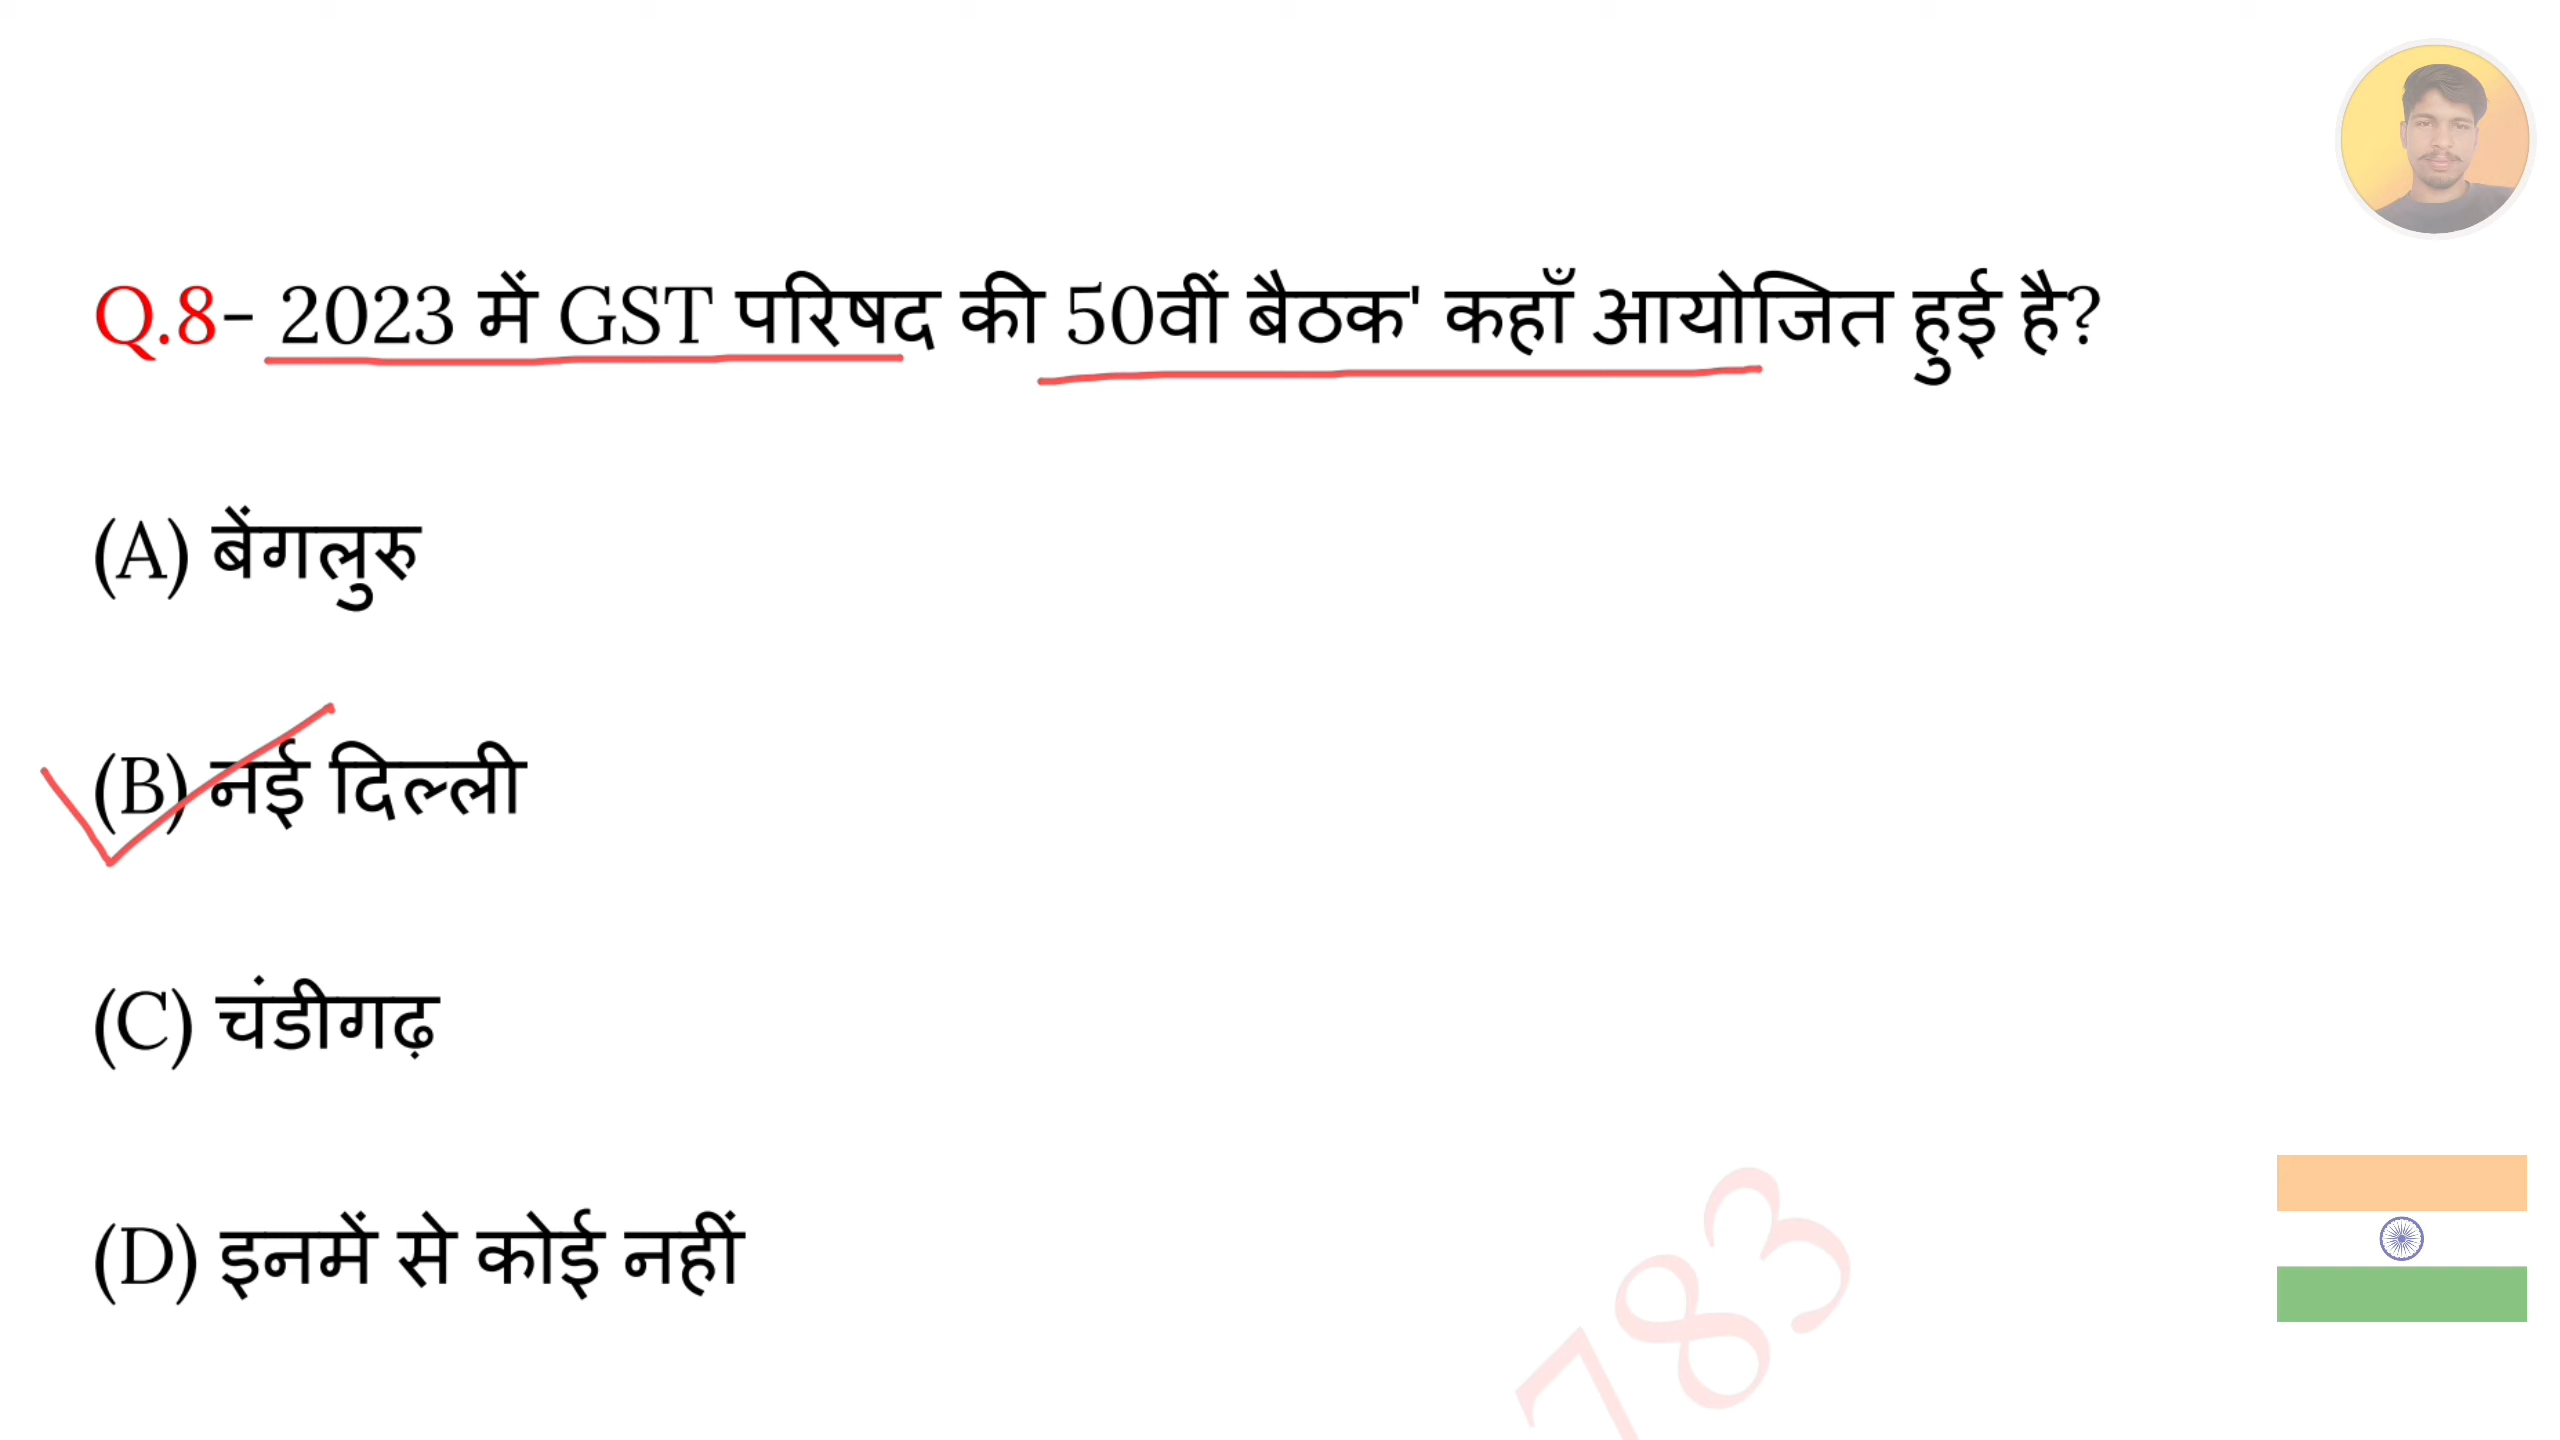 Q.8- 2023 में GST परिषद की 50वीं बैठक' कहाँ आयोजित हुई है?
(A) बेंगलुरु
(B) नई दिल्ली
(C) चंडीगढ़
(D) इनमें से कोई नहीं
783